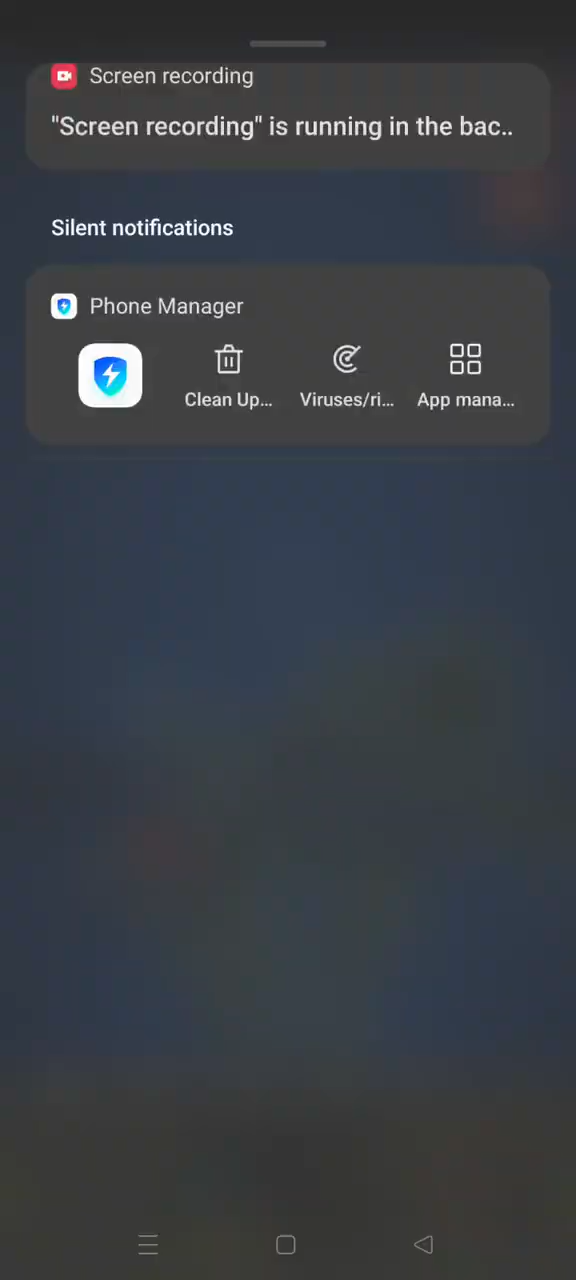 Screen recording
"Screen recording" is running in the bac..
Silent notifications
Phone Manager
Clean Up...
Viruses/ri...
App mana...